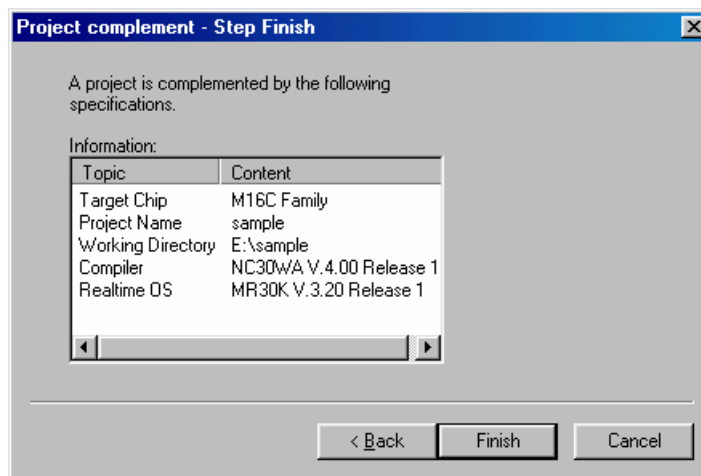 Project complement - Step Finish
A project is complemented by the following
specifications.
Information:
Topic Content
Target Chip M16C Family
Project Name sample
Working Directory E:\sample
Compiler NC30WA V.4.00 Release 1
Realtime OS MR30K V.3.20 Release 1
< Back Finish Cancel